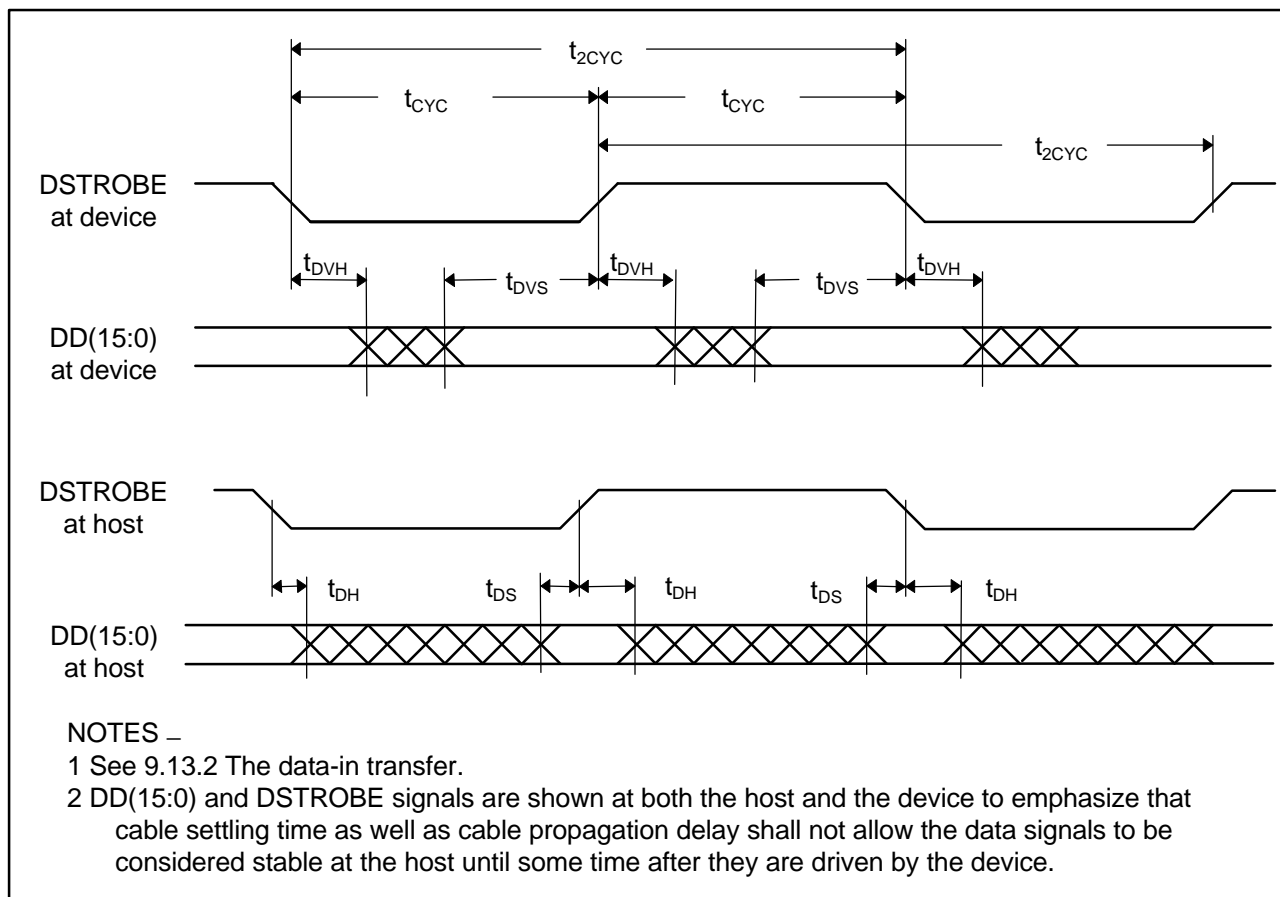 t2CYC
tCYC
tCYC
t2CYC
DSTROBE
at device
tDVH
tDVS
tDVH
tDVS
tDVH
DD(15:0)
at device
DSTROBE
at host
tDH
tDS
tDH
tDS
tDH
DD(15:0)
at host
NOTES –
1 See 9.13.2 The data-in transfer.
2 DD(15:0) and DSTROBE signals are shown at both the host and the device to emphasize that
cable settling time as well as cable propagation delay shall not allow the data signals to be
considered stable at the host until some time after they are driven by the device.